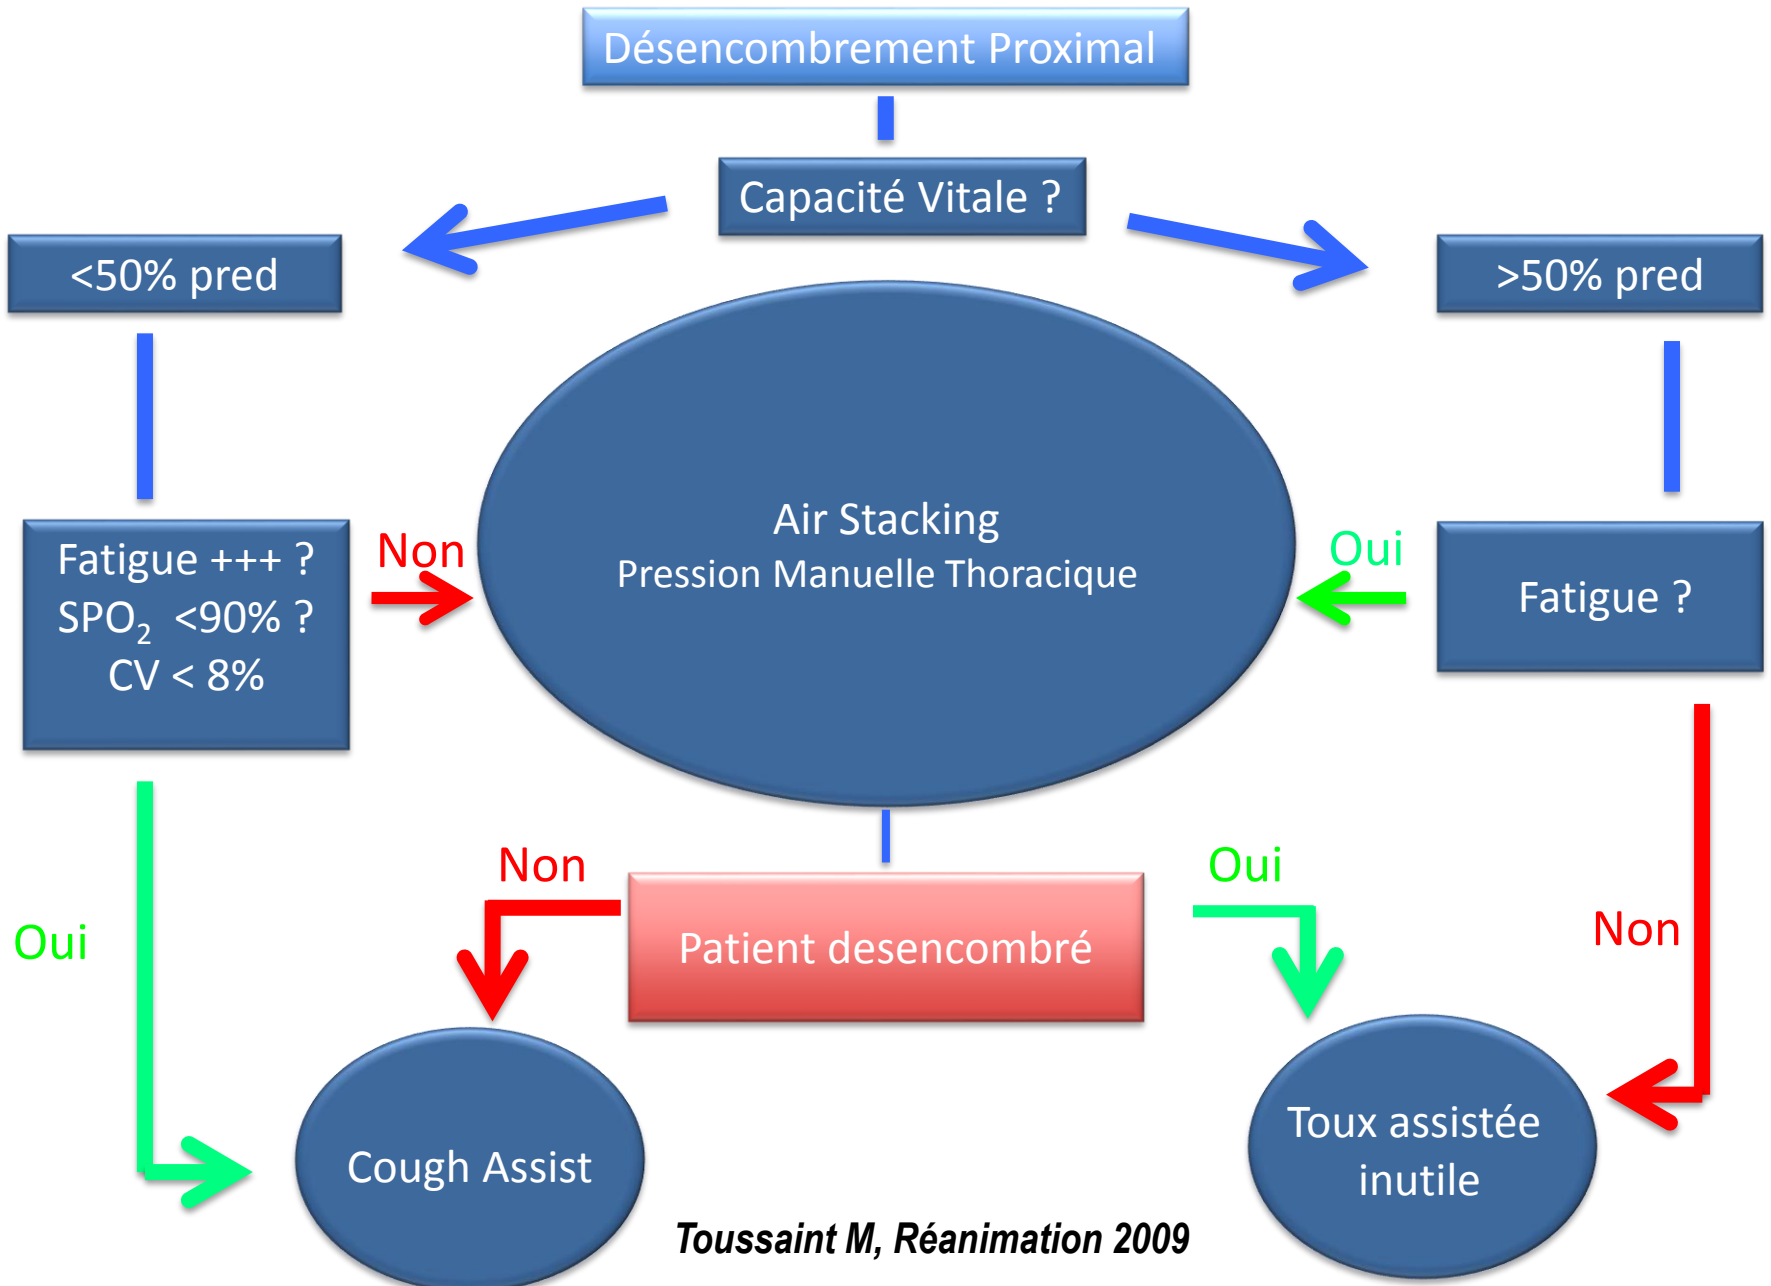 Désencombrement Proximal
Capacité Vitale ?
<50% pred
>50% pred
Fatigue +++ ?
SPO₂ <90% ?
CV < 8%
Non
Air Stacking
Pression Manuelle Thoracique
Oui
Fatigue ?
Non
Patient desencombré
Oui
Oui
Non
Cough Assist
Toux assistée
inutile
Toussaint M, Réanimation 2009